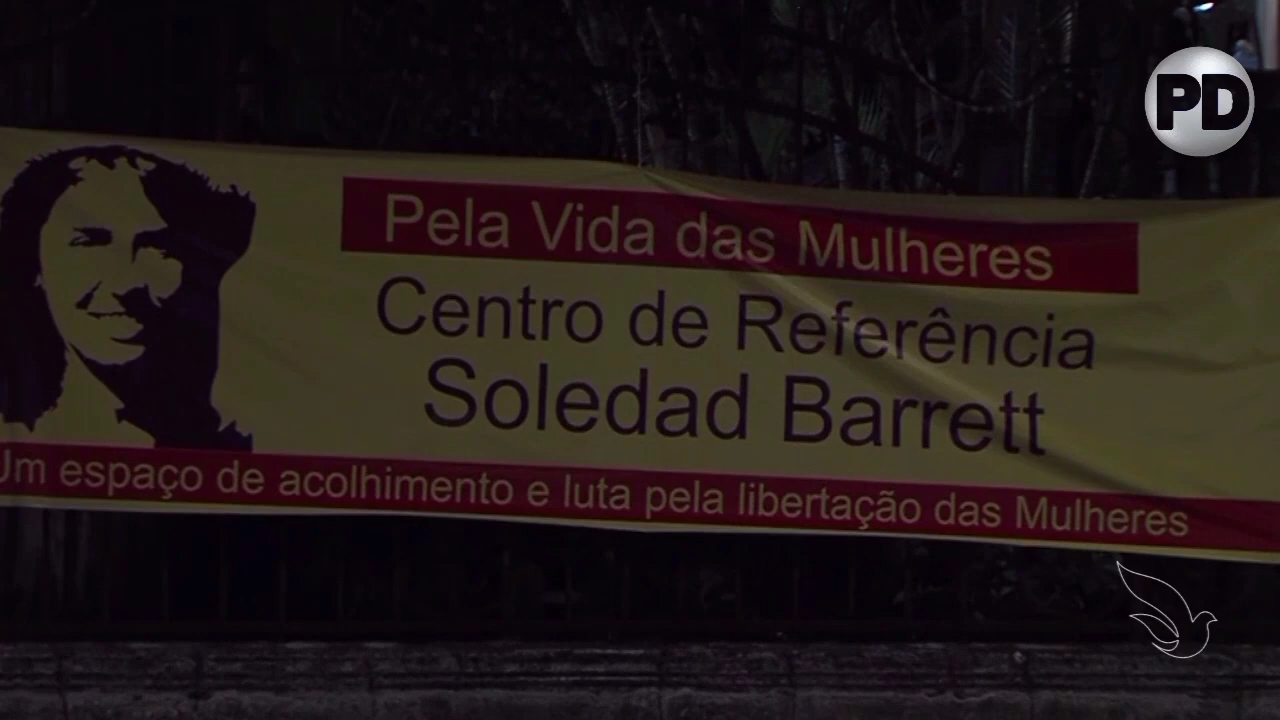 PD
Pela Vida das Mulheres
Centro de Referência
Soledad Barrett
Um espaço de acolhimento e luta pela libertação das Mulheres